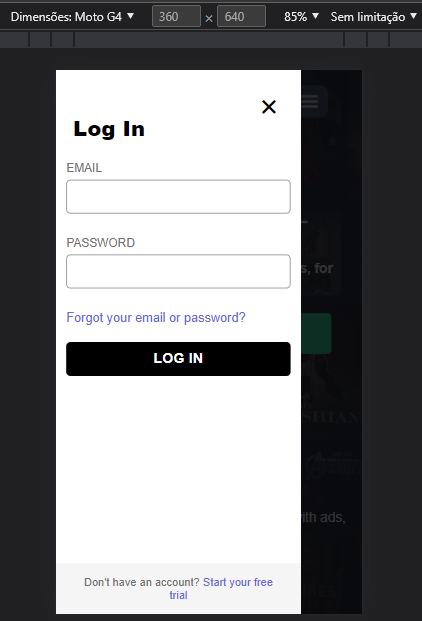 Dimensões: Moto G4 ▼ 360 × 640 85% ▼ Sem limitação ▼
Log In
EMAIL
PASSWORD
s, for
Forgot your email or password?
LOG IN
SHIAN
ith ads,
Don't have an account? Start your free
trial